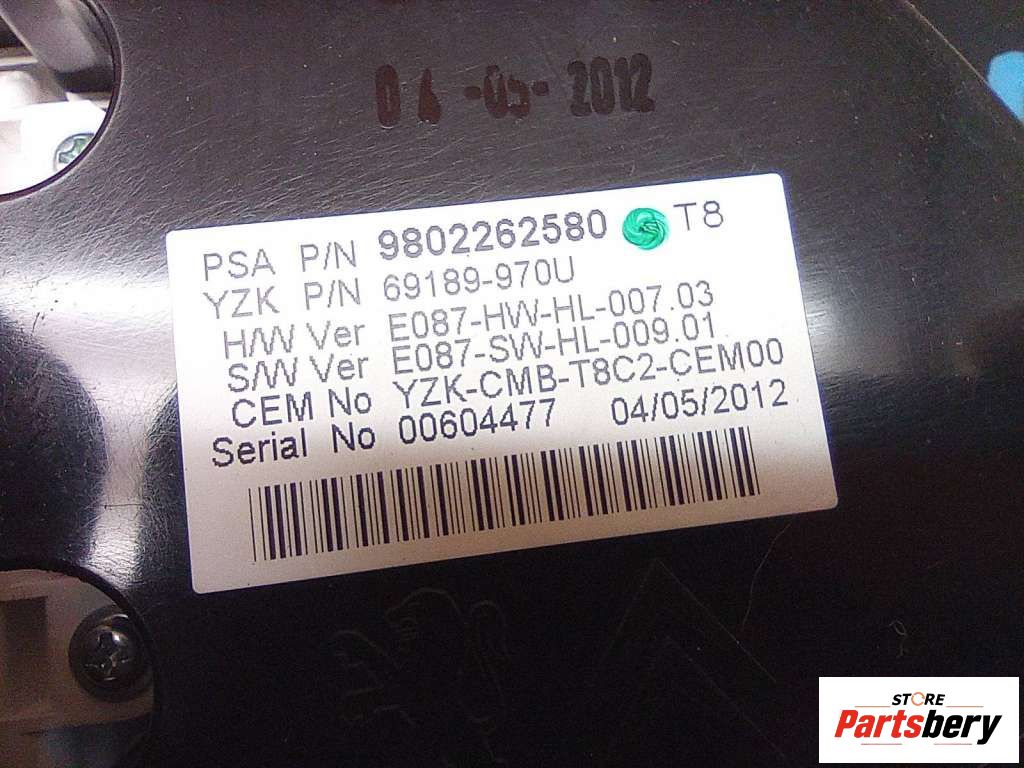 04-05-2012
PSA P/N 9802262580 T8
YZK P/N 69189-970U
H/W Ver E087-HW-HL-007.03
S/W Ver E087-SW-HL-009.01
CEM No YZK-CMB-T8C2-CEM00
Serial No 00604477 04/05/2012
STORE
Partsbery